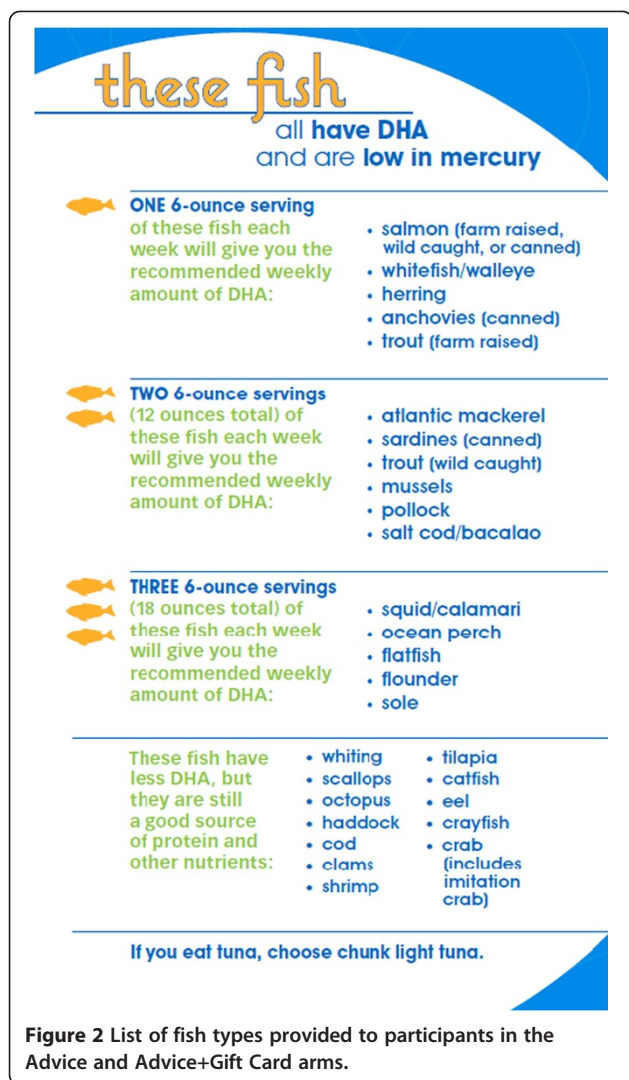 these fish
all have DHA
and are low in mercury
ONE 6-ounce serving
of these fish each
week will give you the
recommended weekly
amount of DHA:
• salmon (farm raised,
wild caught, or canned)
• whitefish/walleye
• herring
• anchovies (canned)
• trout (farm raised)
TWO 6-ounce servings
(12 ounces total) of
these fish each week
will give you the
recommended weekly
amount of DHA:
• atlantic mackerel
• sardines (canned)
• trout (wild caught)
• mussels
• pollock
• salt cod/bacalao
THREE 6-ounce servings
(18 ounces total) of
these fish each week
will give you the
recommended weekly
amount of DHA:
• squid/calamari
• ocean perch
• flatfish
• flounder
• sole
These fish have
less DHA, but
they are still
a good source
of protein and
other nutrients:
• whiting
• scallops
• octopus
• haddock
• cod
• clams
• shrimp
• tilapia
• catfish
• eel
• crayfish
• crab
(includes
imitation
crab)
If you eat tuna, choose chunk light tuna.
Figure 2 List of fish types provided to participants in the
Advice and Advice+Gift Card arms.